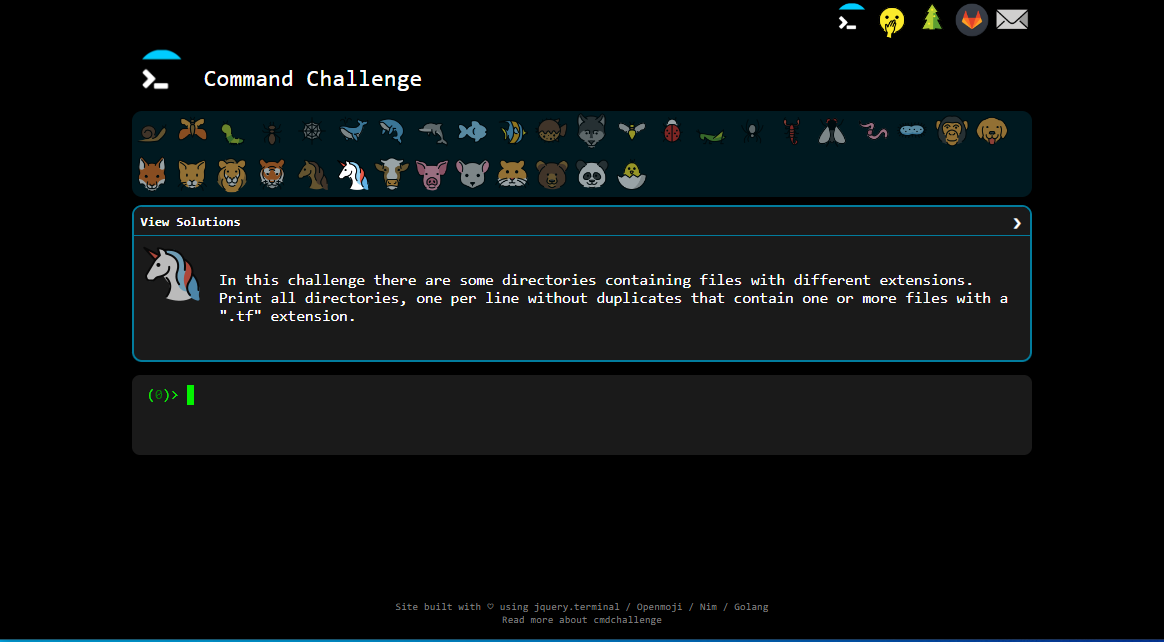 Command Challenge
View Solutions
In this challenge there are some directories containing files with different extensions.
Print all directories, one per line without duplicates that contain one or more files with a
".tf" extension.
(0)>
Site built with ♡ using jquery.terminal / Openmoji / Nim / Golang
Read more about cmdchallenge